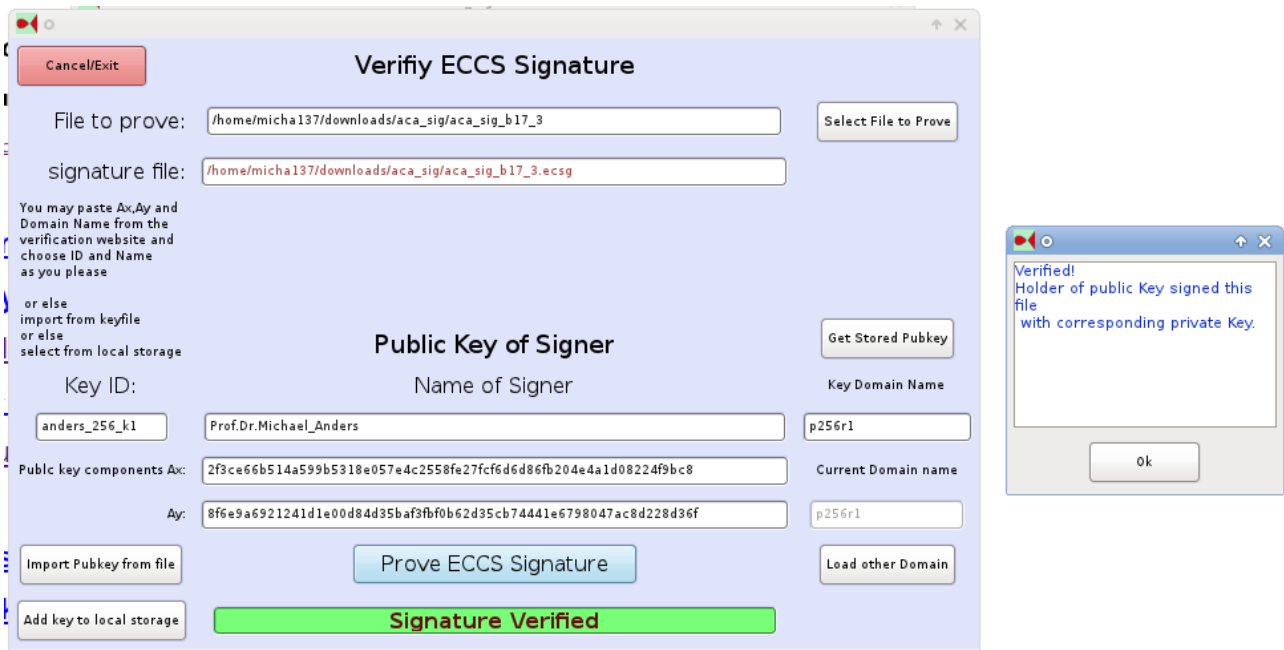 Cancel/Exit
Verifiy ECCS Signature
File to prove:
/home/micha137/downloads/aca_sig/aca_sig_b17_3
Select File to Prove
signature file:
/home/micha137/downloads/aca_sig/aca_sig_b17_3.ecsg
You may paste Ax,Ay and
Domain Name from the
verification website and
choose ID and Name
as you please
or else
import from keyfile
or else
select from local storage
Public Key of Signer
Get Stored Pubkey
Key ID:
Name of Signer
Key Domain Name
anders_256_k1
Prof.Dr.Michael_Anders
p256r1
Publc key components Ax:
2f3ce66b514a599b5318e057e4c2558fe27fcf6d6d86fb204e4a1d08224f9bc8
Current Domain name
Ay:
8f6e9a6921241d1e00d84d35baf3fbf0b62d35cb74441e6798047ac8d228d36f
p256r1
Import Pubkey from file
Prove ECCS Signature
Load other Domain
Add key to local storage
Signature Verified
Verified!
Holder of public Key signed this
file
with corresponding private Key.
Ok